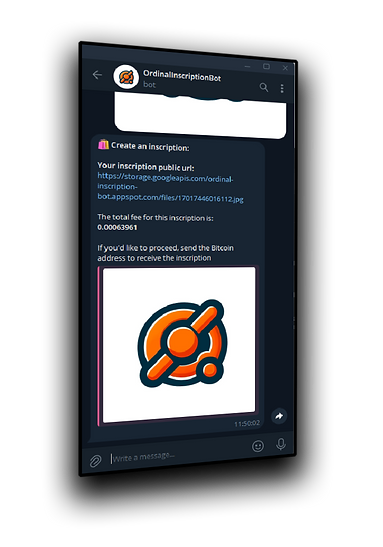 OrdinalInscriptionBot
bot
Create an inscription:
Your inscription public url:
https://storage.googleapis.com/ordinal-
inscription-
bot.appspot.com/files/17017446016112.jpg
The total fee for this inscription is:
0.00063961
If you'd like to proceed, send the Bitcoin
address to receive the inscription
11:50:02
Write a message...